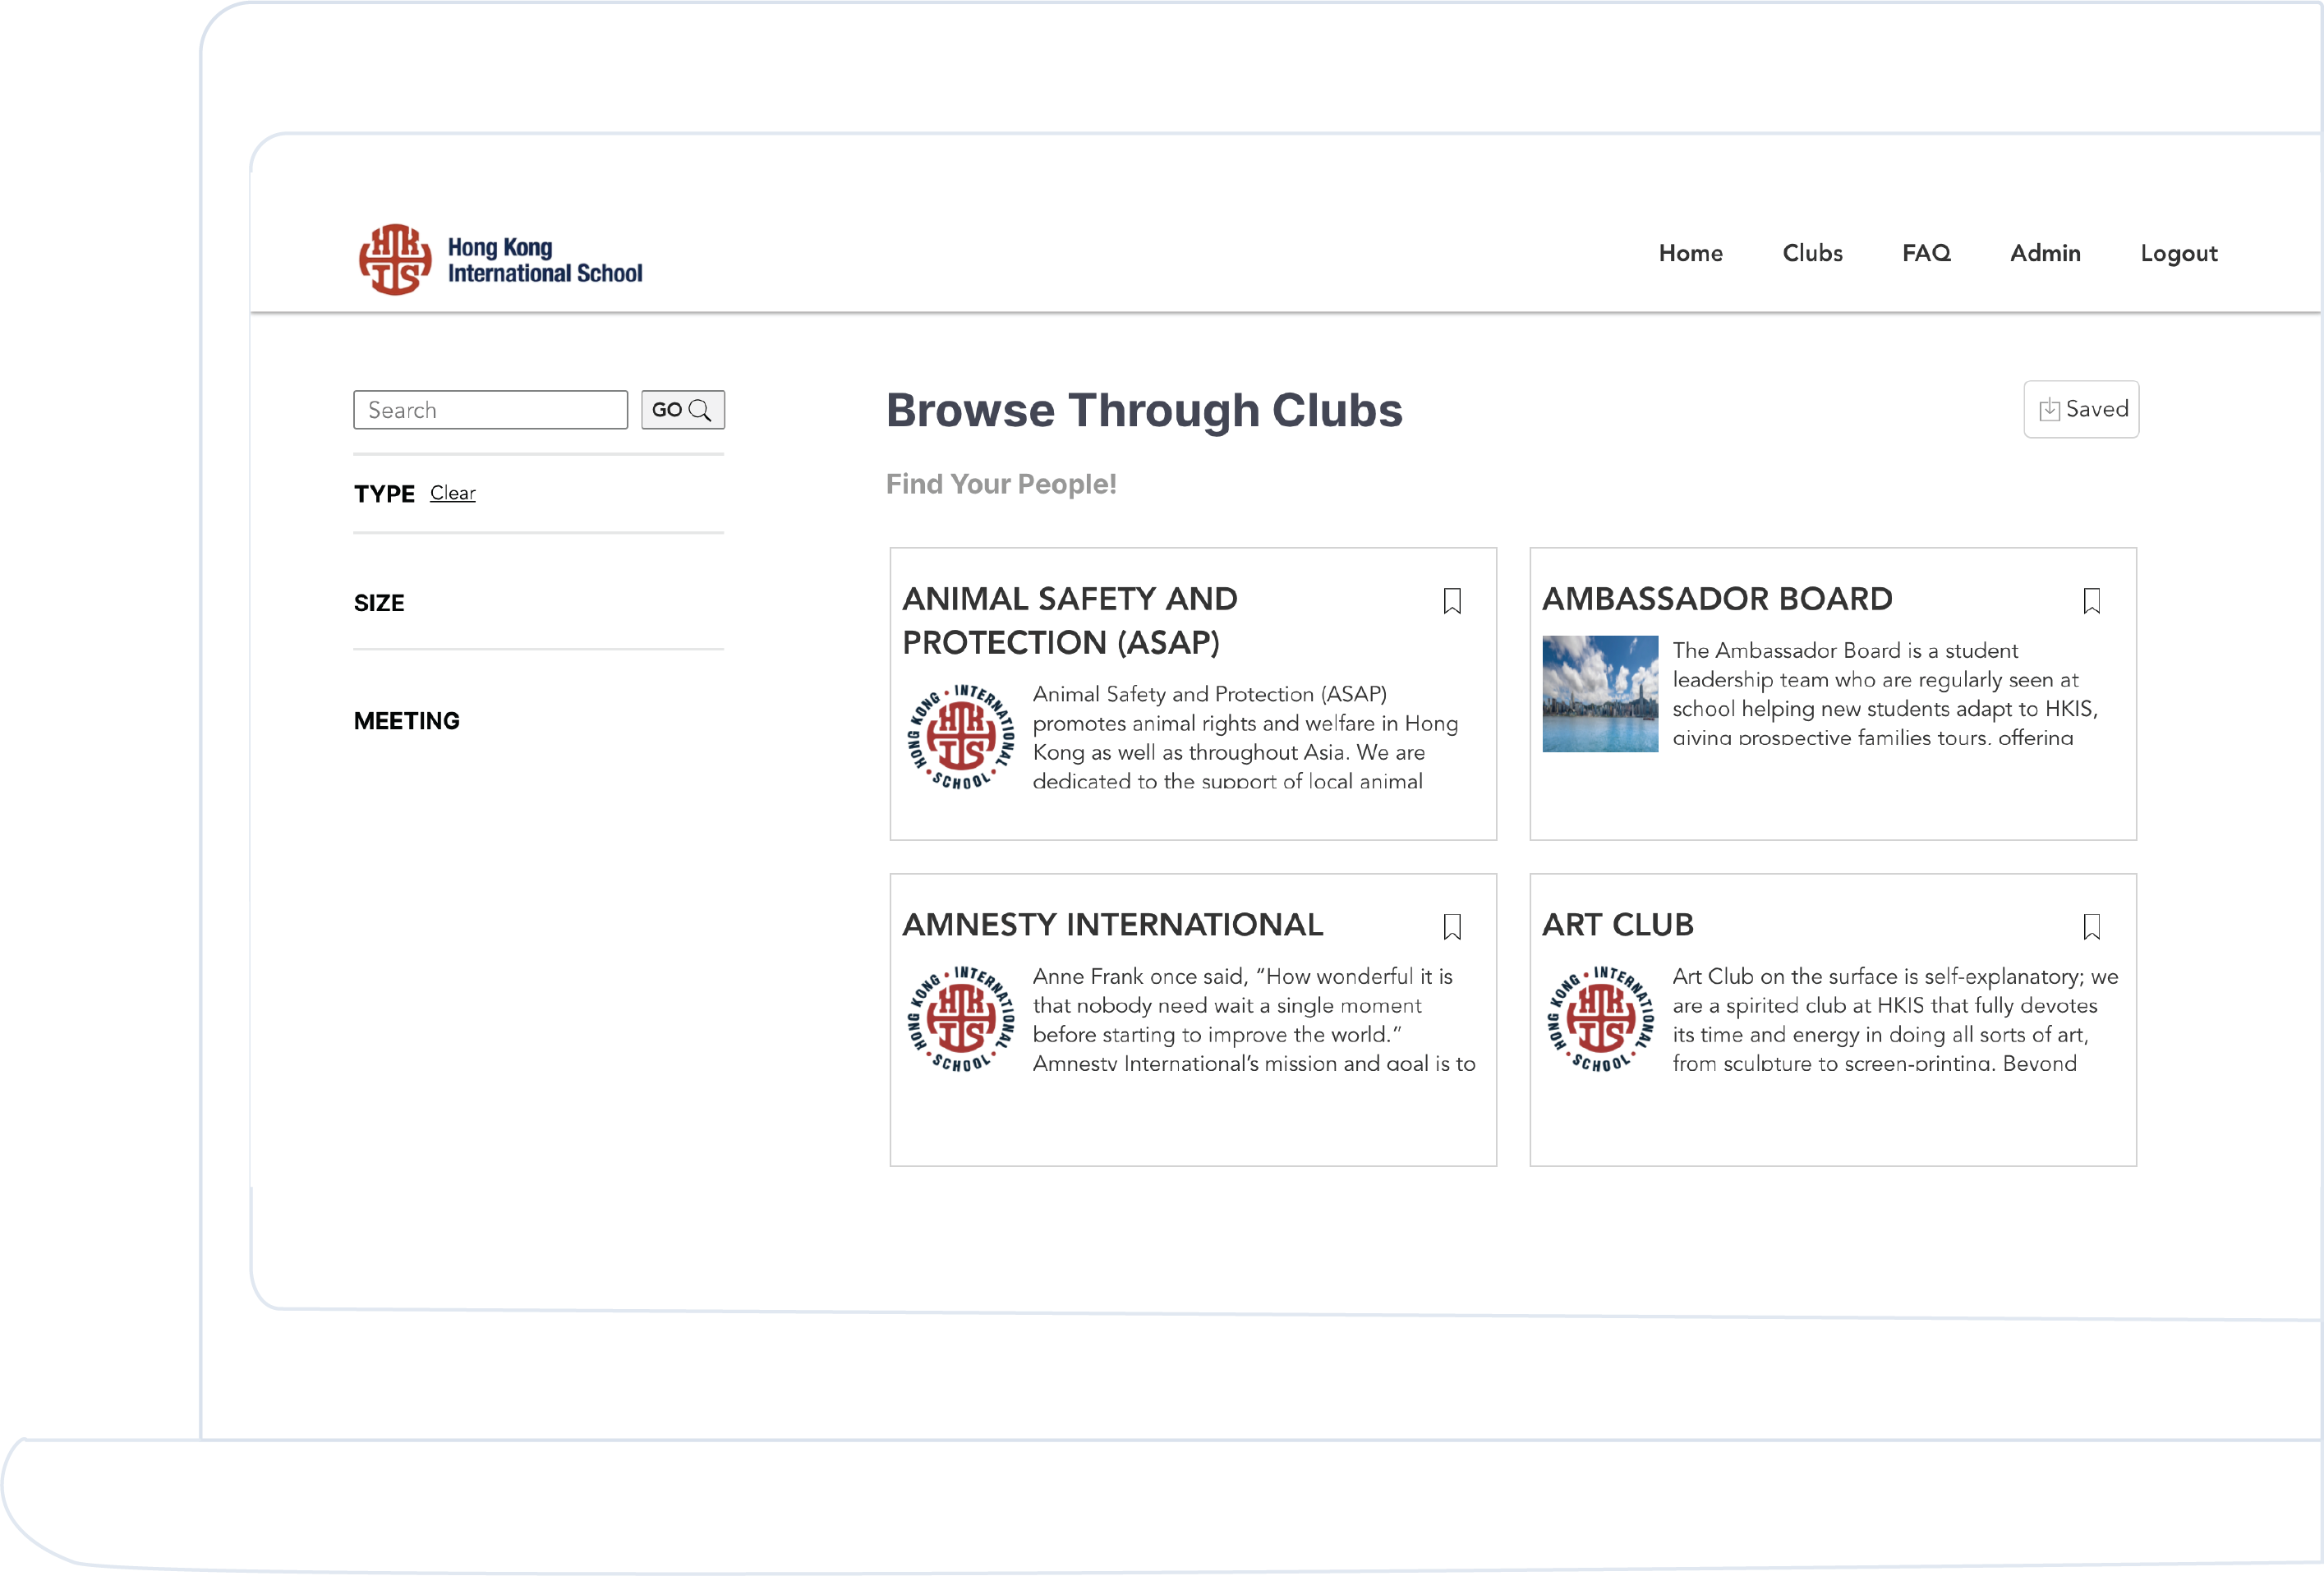 Hong Kong
International School
Home Clubs FAQ Admin Logout
Search
GO
TYPE Clear
SIZE
MEETING
Browse Through Clubs
Saved
Find Your People!
ANIMAL SAFETY AND
PROTECTION (ASAP)
HONG KONG • INTERNATIONAL • SCHOOL •
HKIS
Animal Safety and Protection (ASAP)
promotes animal rights and welfare in Hong
Kong as well as throughout Asia. We are
dedicated to the support of local animal
AMBASSADOR BOARD
The Ambassador Board is a student
leadership team who are regularly seen at
school helping new students adapt to HKIS,
giving prospective families tours, offering
AMNESTY INTERNATIONAL
HONG KONG • INTERNATIONAL • SCHOOL •
HKIS
Anne Frank once said, “How wonderful it is
that nobody need wait a single moment
before starting to improve the world.”
Amnesty International’s mission and goal is to
ART CLUB
HONG KONG • INTERNATIONAL • SCHOOL •
HKIS
Art Club on the surface is self-explanatory; we
are a spirited club at HKIS that fully devotes
its time and energy in doing all sorts of art,
from sculpture to screen-printing. Beyond